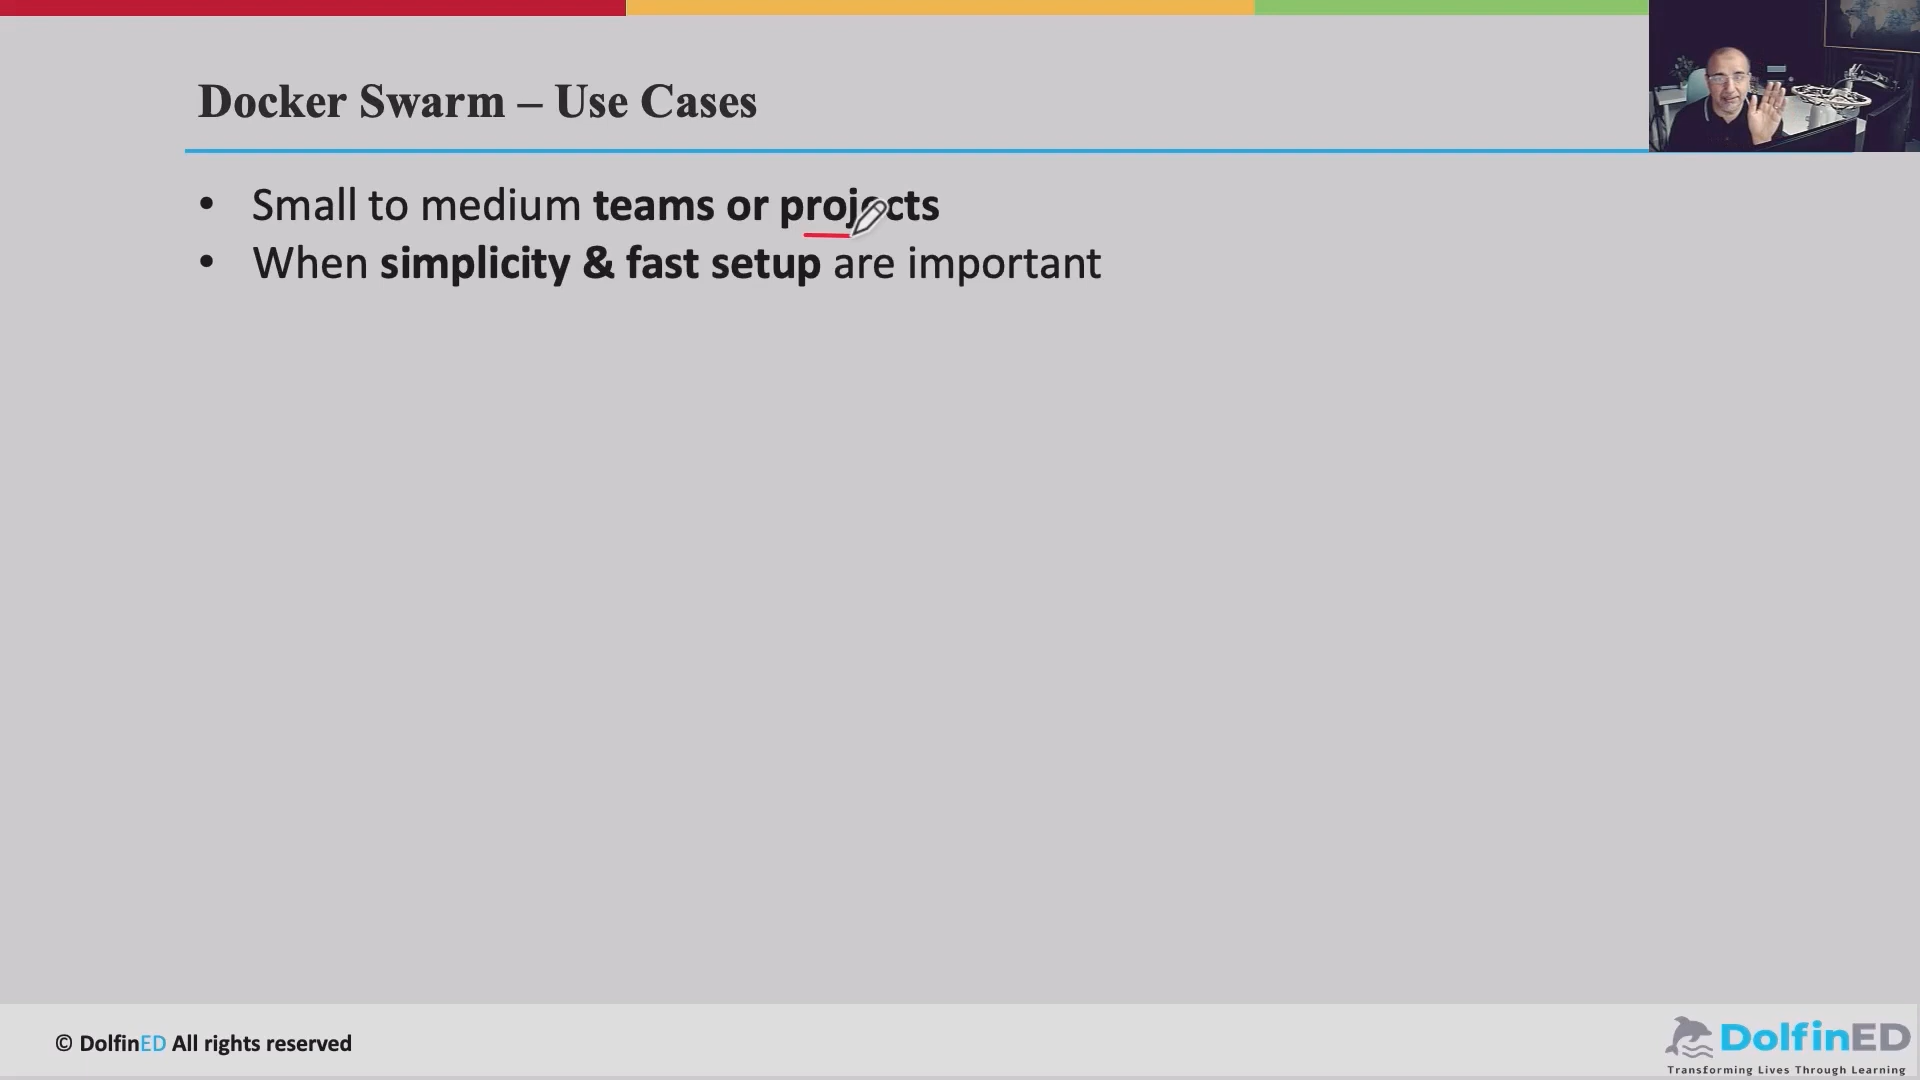 Docker Swarm – Use Cases
• Small to medium teams or projects
• When simplicity & fast setup are important
© DolfinED All rights reserved
DolfinED
Transforming Lives Through Learning